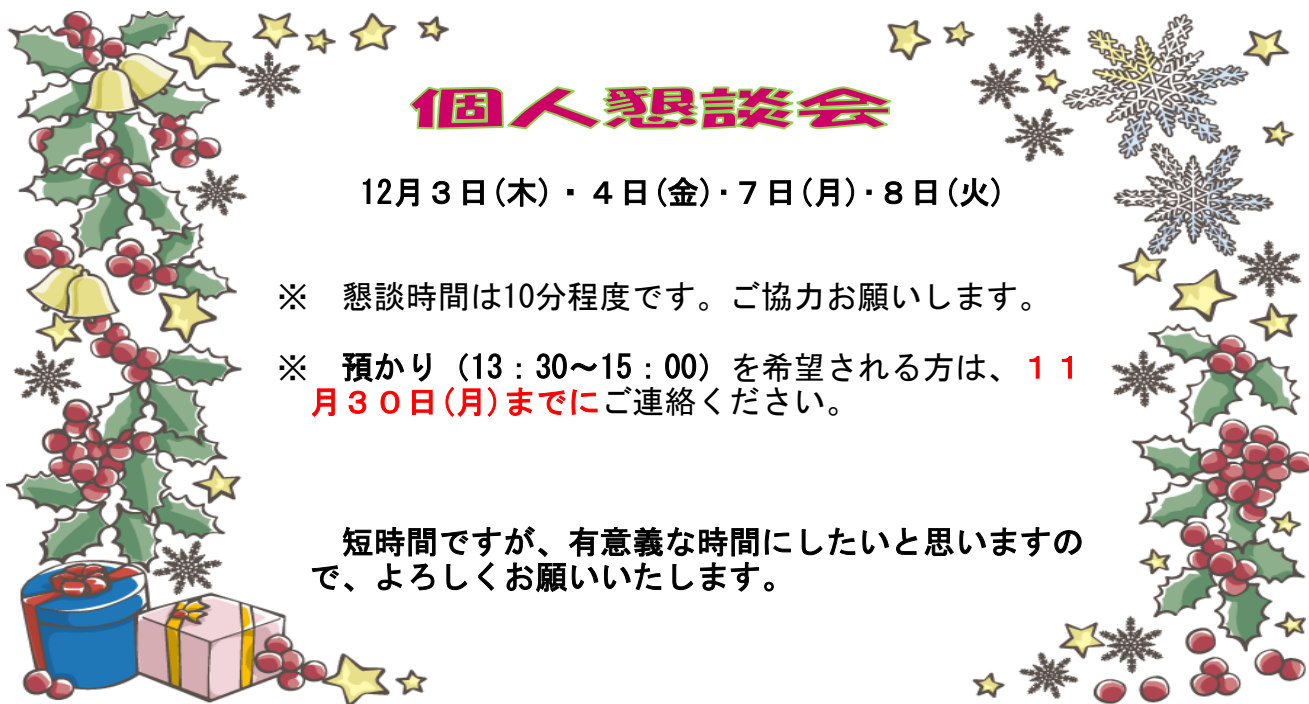 個人懇談会
12月３日(木)・４日(金)・７日(月)・８日(火)
※　懇談時間は10分程度です。ご協力お願いします。
※　預かり（13：30～15：00）を希望される方は、１１
月３０日(月)までにご連絡ください。
短時間ですが、有意義な時間にしたいと思いますの
で、よろしくお願いいたします。